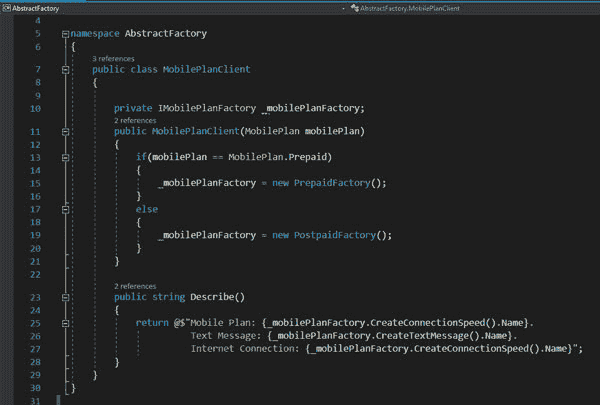 AbstractFactory AbstractFactory.MobilePlanClient
4
5 namespace AbstractFactory
6 {
3 references
7 public class MobilePlanClient
8 {
9
10 private IMobilePlanFactory _mobilePlanFactory;
2 references
11 public MobilePlanClient(MobilePlan mobilePlan)
12 {
13 if(mobilePlan == MobilePlan.Prepaid)
14 {
15 _mobilePlanFactory = new PrepaidFactory();
16 }
17 else
18 {
19 _mobilePlanFactory = new PostpaidFactory();
20 }
21 }
22
2 references
23 public string Describe()
24 {
25 return @$"Mobile Plan: {_mobilePlanFactory.CreateConnectionSpeed().Name}.
26 Text Message: {_mobilePlanFactory.CreateTextMessage().Name}.
27 Internet Connection: {_mobilePlanFactory.CreateConnectionSpeed().Name}";
28 }
29 }
30 }
31